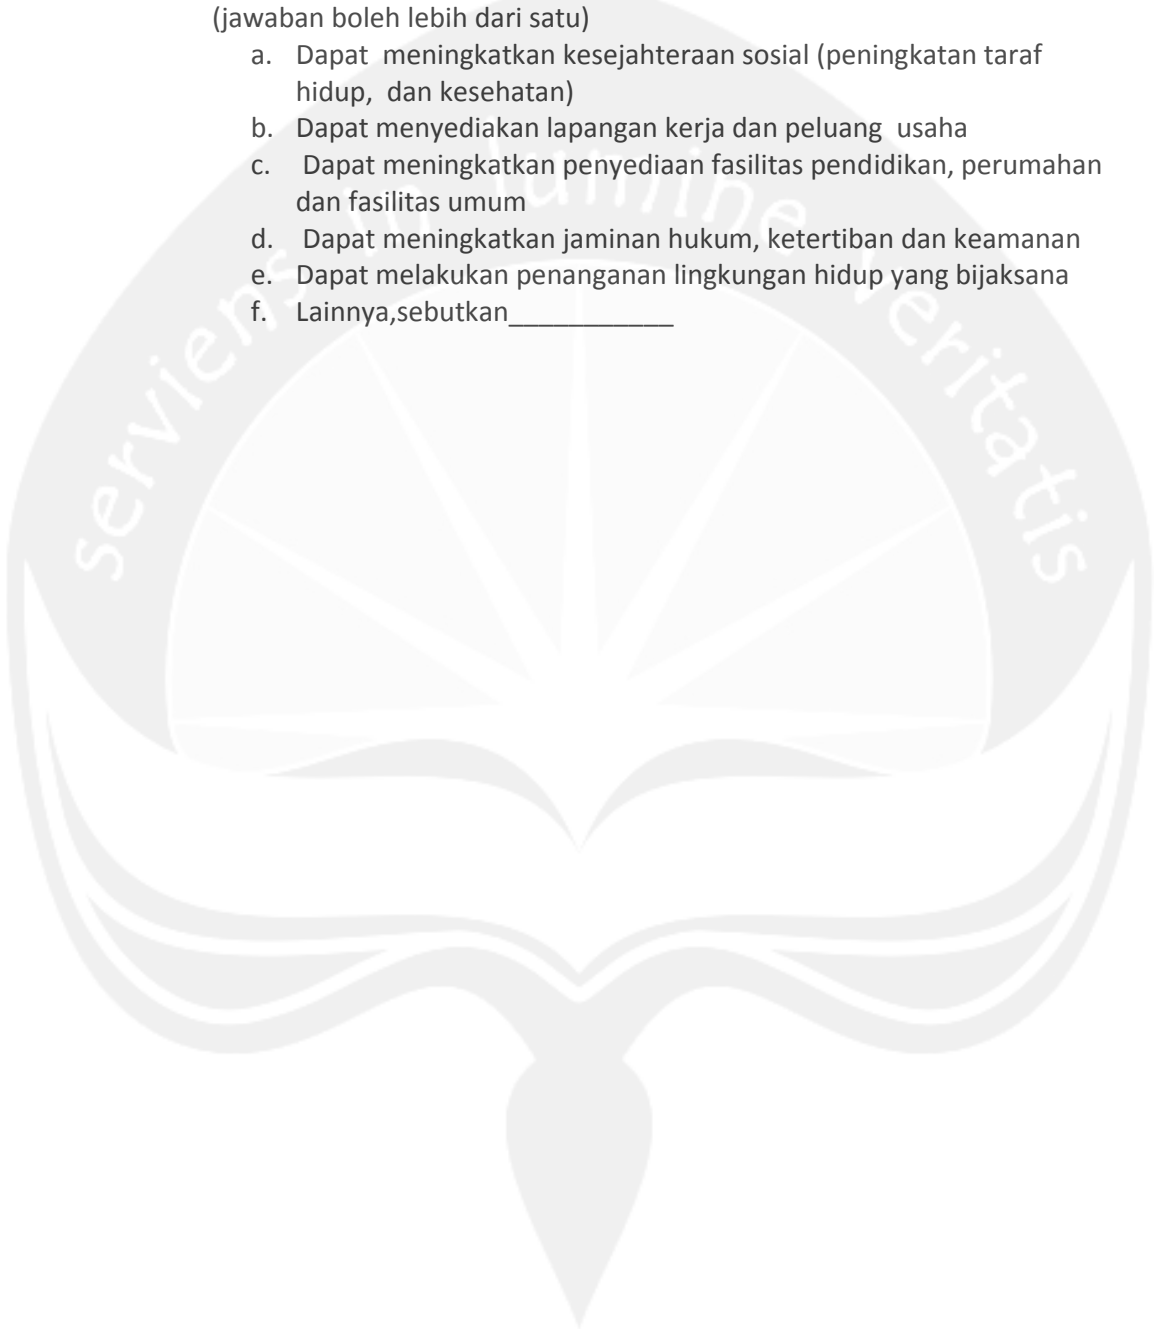 (jawaban boleh lebih dari satu)
a. Dapat  meningkatkan kesejahteraan sosial (peningkatan taraf
hidup,  dan kesehatan)
b. Dapat menyediakan lapangan kerja dan peluang  usaha
c.  Dapat meningkatkan penyediaan fasilitas pendidikan, perumahan
dan fasilitas umum
d.  Dapat meningkatkan jaminan hukum, ketertiban dan keamanan
e. Dapat melakukan penanganan lingkungan hidup yang bijaksana
f. Lainnya,sebutkan___________
serviens in lumine veritatis